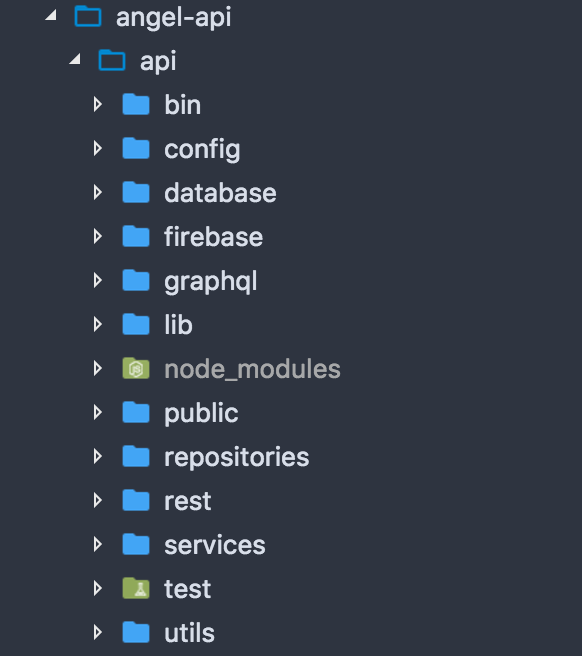 angel-api
api
bin
config
database
firebase
graphql
lib
node_modules
public
repositories
rest
services
test
utils